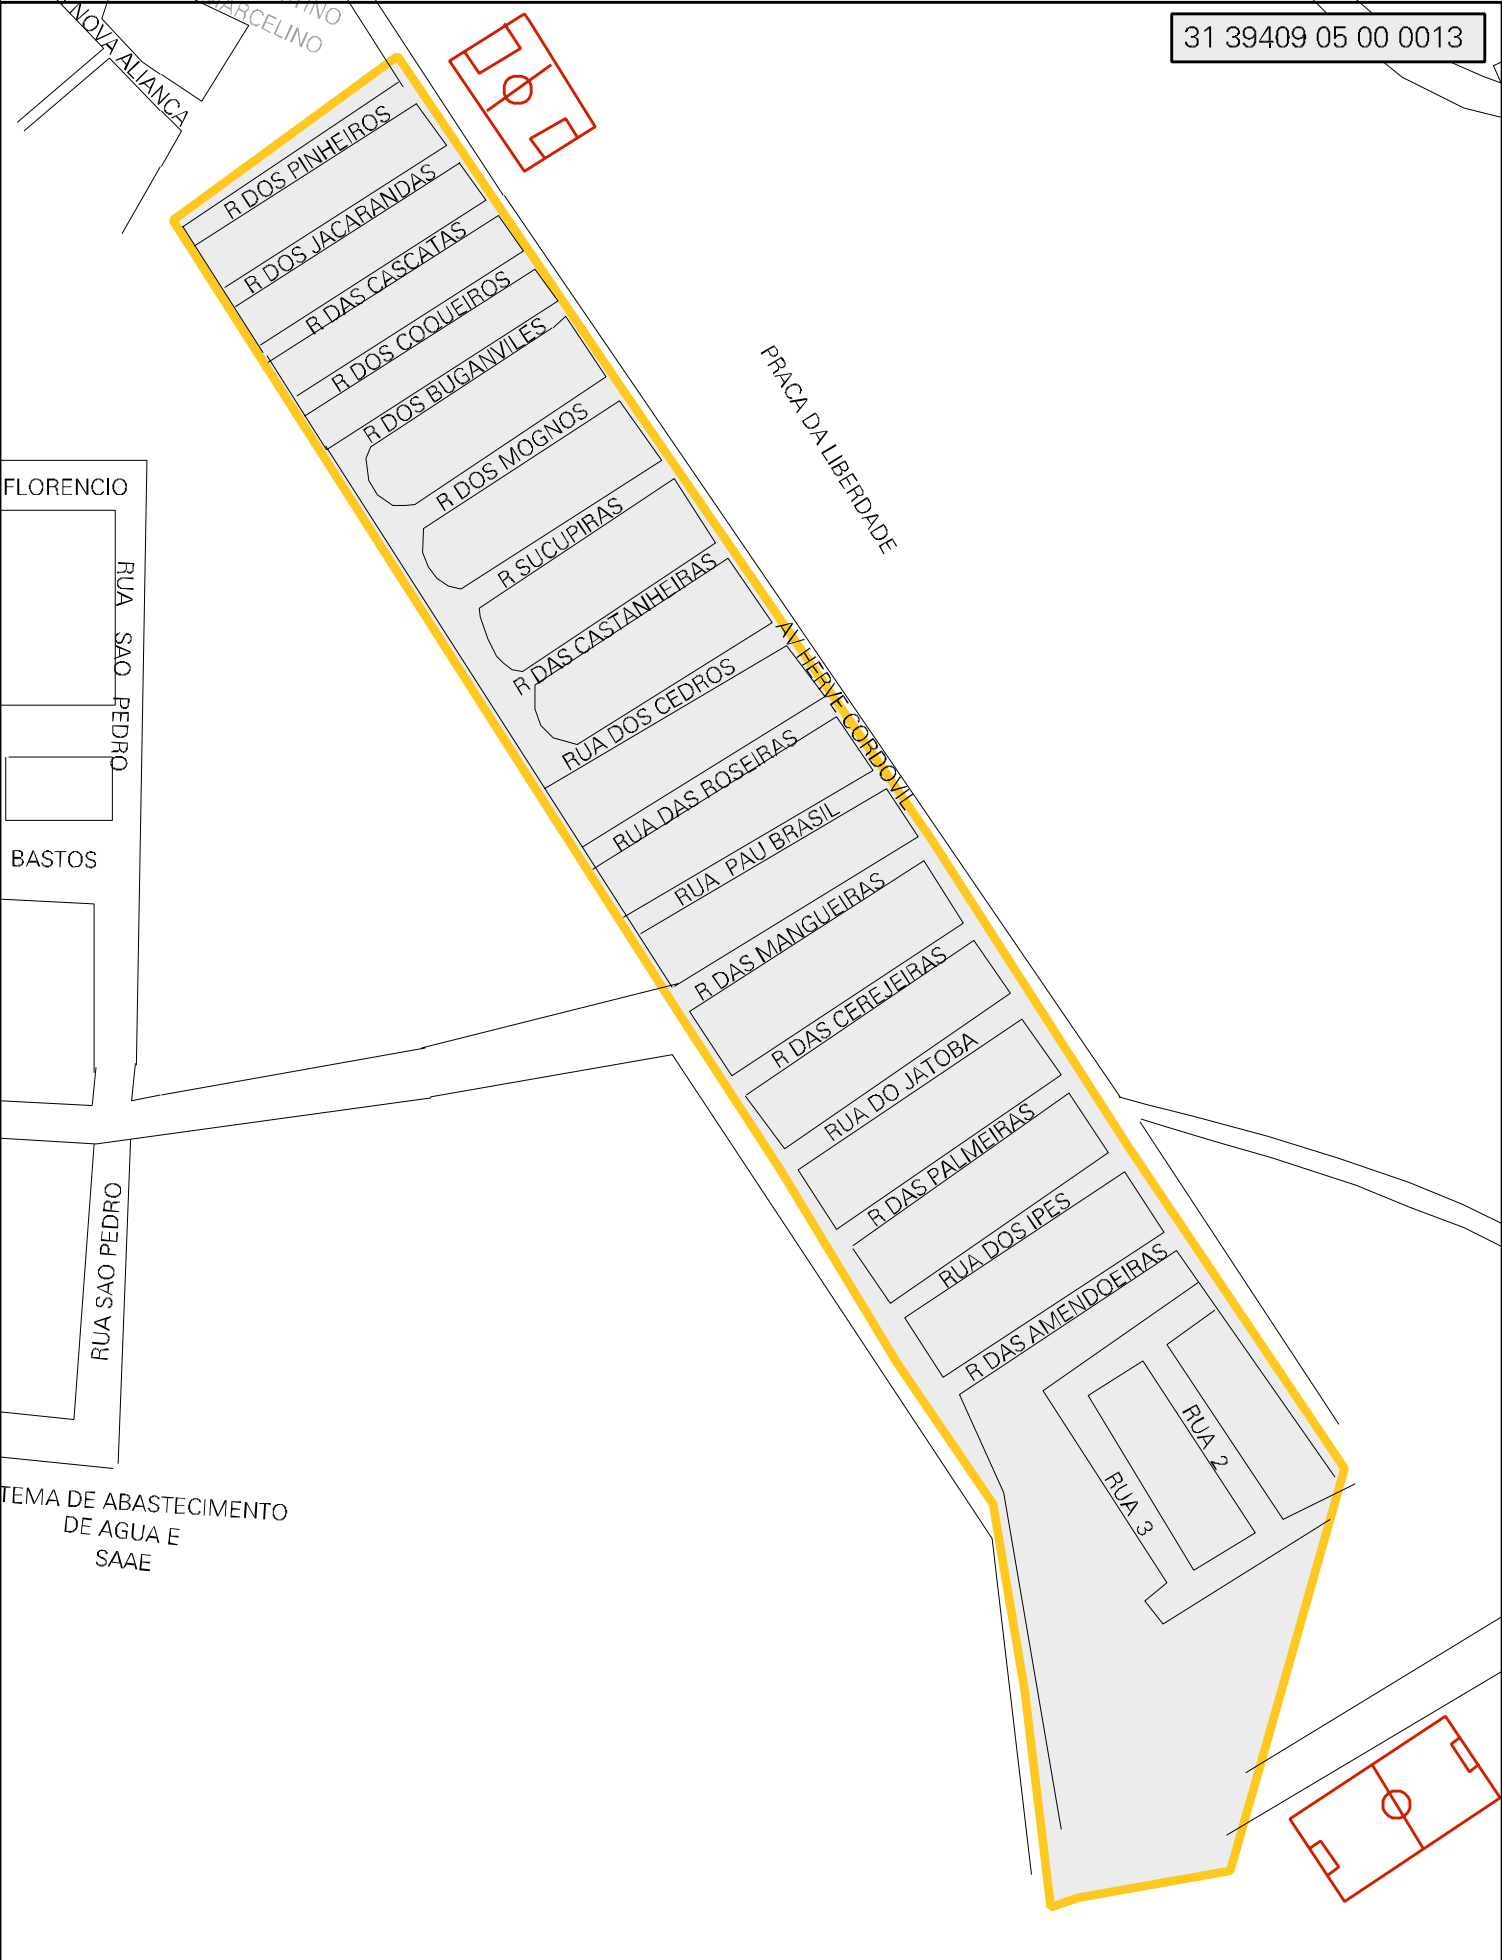 31 39409 05 00 0013
MARCELINO
NOVA ALIANCA
R DOS PINHEIROS
R DOS JACARANDAS
R DAS CASCATAS
R DOS COQUEIROS
R DOS BUGANVILES
R DOS MOGNOS
R SUCUPIRAS
R DAS CASTANHEIRAS
RUA DOS CEDROS
RUA DAS ROSEIRAS
RUA PAU BRASIL
R DAS MANGUEIRAS
R DAS CEREJEIRAS
RUA DO JATOBA
R DAS PALMEIRAS
RUA DOS IPES
R DAS AMENDOEIRAS
RUA 2
RUA 3
PRACA DA LIBERDADE
AV HERVE CORDOVIL
FLORENCIO
RUA SAO PEDRO
BASTOS
RUA SAO PEDRO
TEMA DE ABASTECIMENTO
DE AGUA E
SAAE